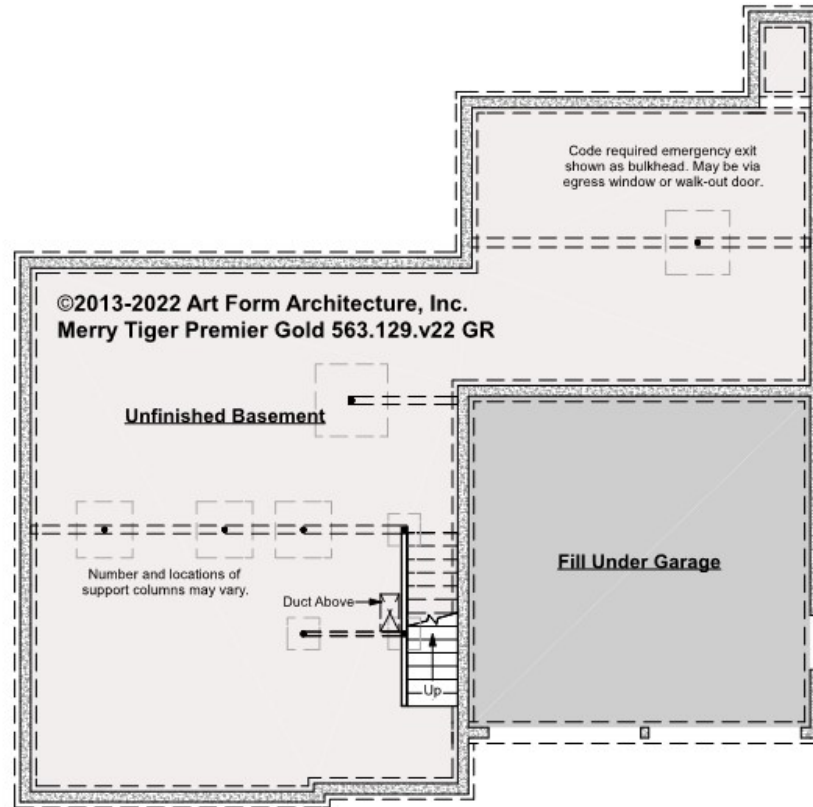 Code required emergency exit
shown as bulkhead. May be via
egress window or walk-out door.
©2013-2022 Art Form Architecture, Inc.
Merry Tiger Premier Gold 563.129.v22 GR
Unfinished Basement
Number and locations of
support columns may vary.
Duct Above
Up
Fill Under Garage